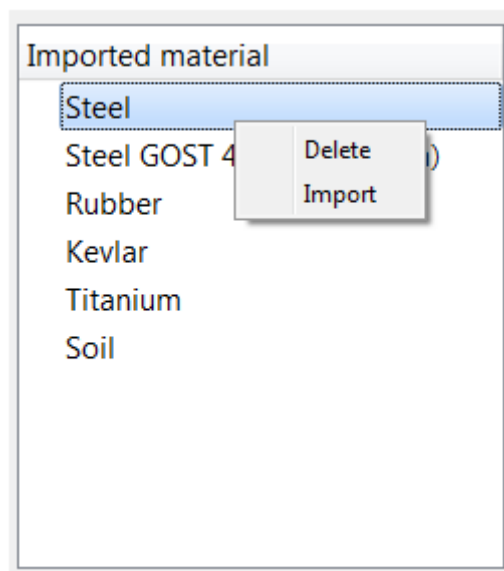 Imported material
Steel
Steel GOST 4
Delete
Import
Rubber
Kevlar
Titanium
Soil